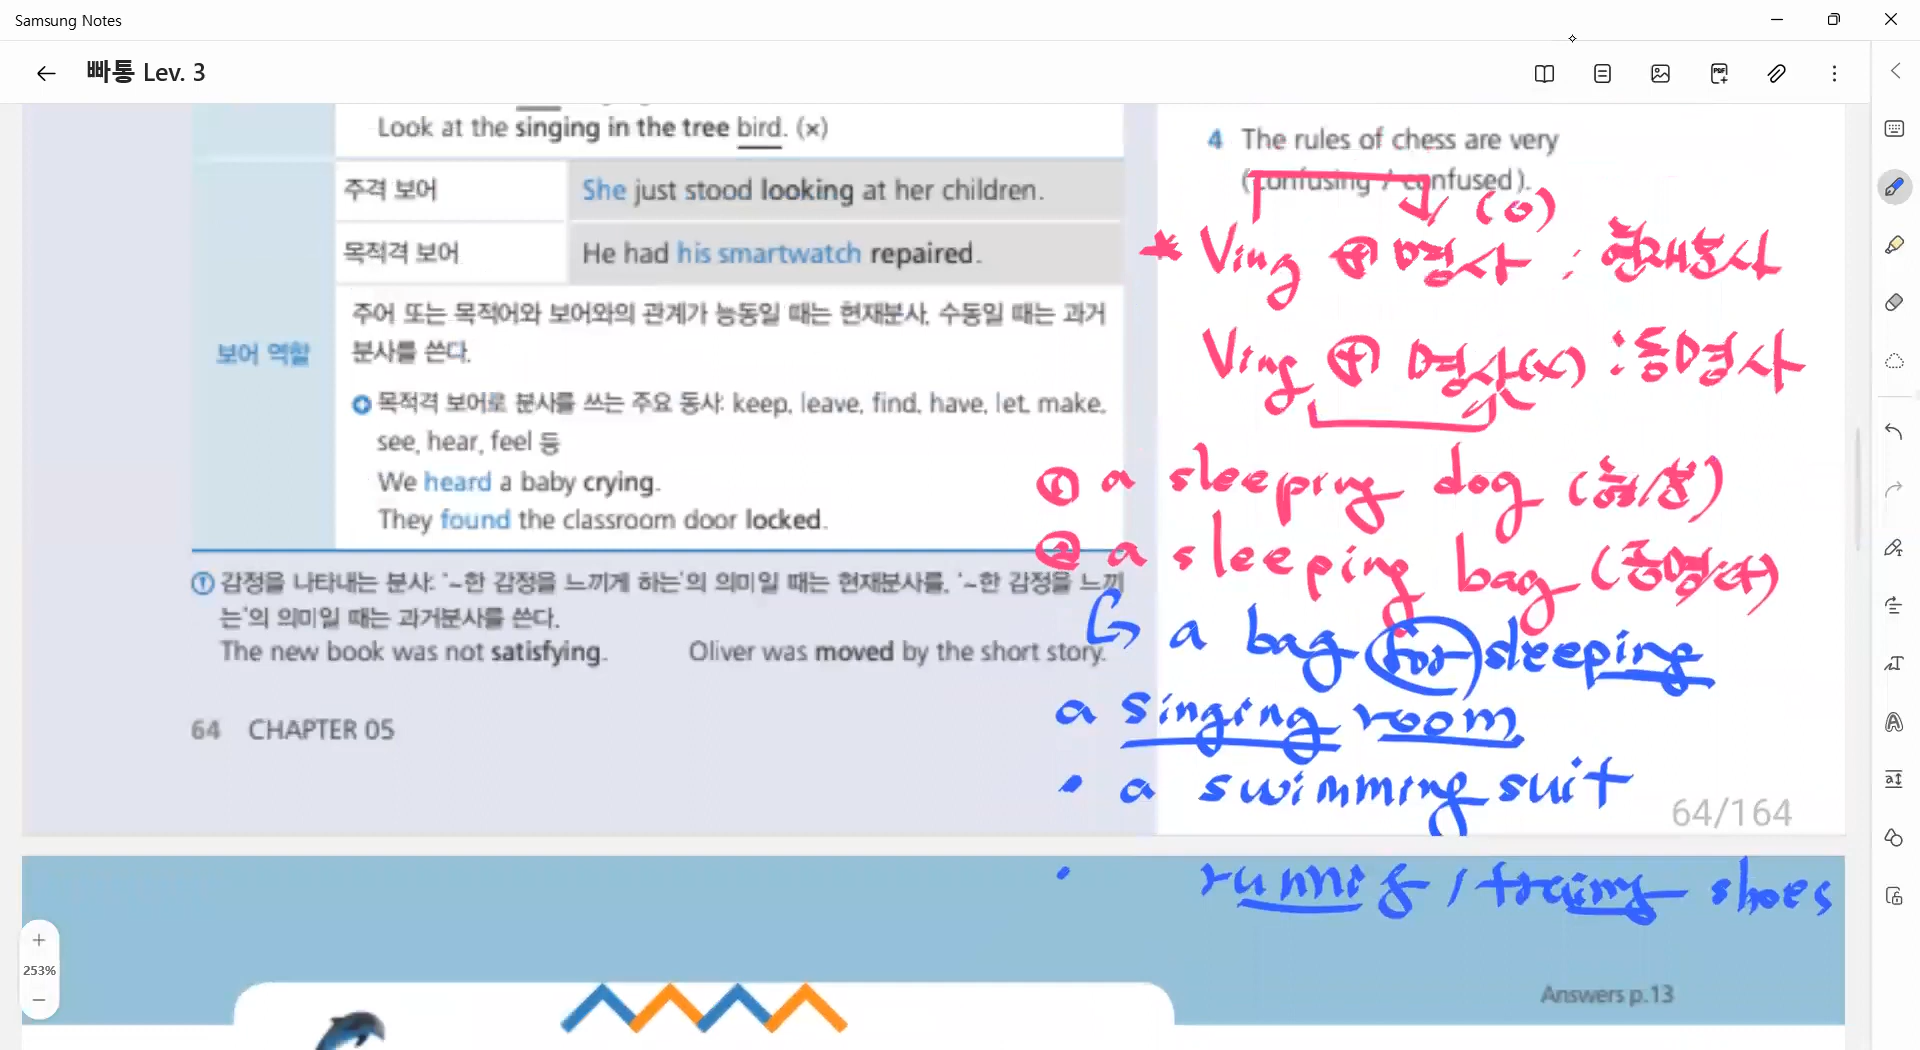 Samsung Notes
빠통 Lev. 3
Look at the singing in the tree bird. (×)
주격 보어
She just stood looking at her children.
목적격 보어
He had his smartwatch repaired.
보어 역할
주어 또는 목적어와 보어와의 관계가 능동일 때는 현재분사, 수동일 때는 과거
분사를 쓴다.
목적격 보어로 분사를 쓰는 주요 동사: keep, leave, find, have, let, make,
see, hear, feel 등
We heard a baby crying.
They found the classroom door locked.
감정을 나타내는 분사: '~한 감정을 느끼게 하는'의 의미일 때는 현재분사를, '~한 감정을 느끼
는'의 의미일 때는 과거분사를 쓴다.
The new book was not satisfying. Oliver was moved by the short story.
64 CHAPTER 05
4 The rules of chess are very
(confusing / confused).
(o)
* Ving ⊕ 명사 : 현재분사
Ving ⊕ 명사(x) : 동명사
① a sleeping dog (현/분)
② a sleeping bag (동명사)
a bag for sleeping
a singing room
• a swimming suit
64/164
• running / training shoes
Answers p.13
253%